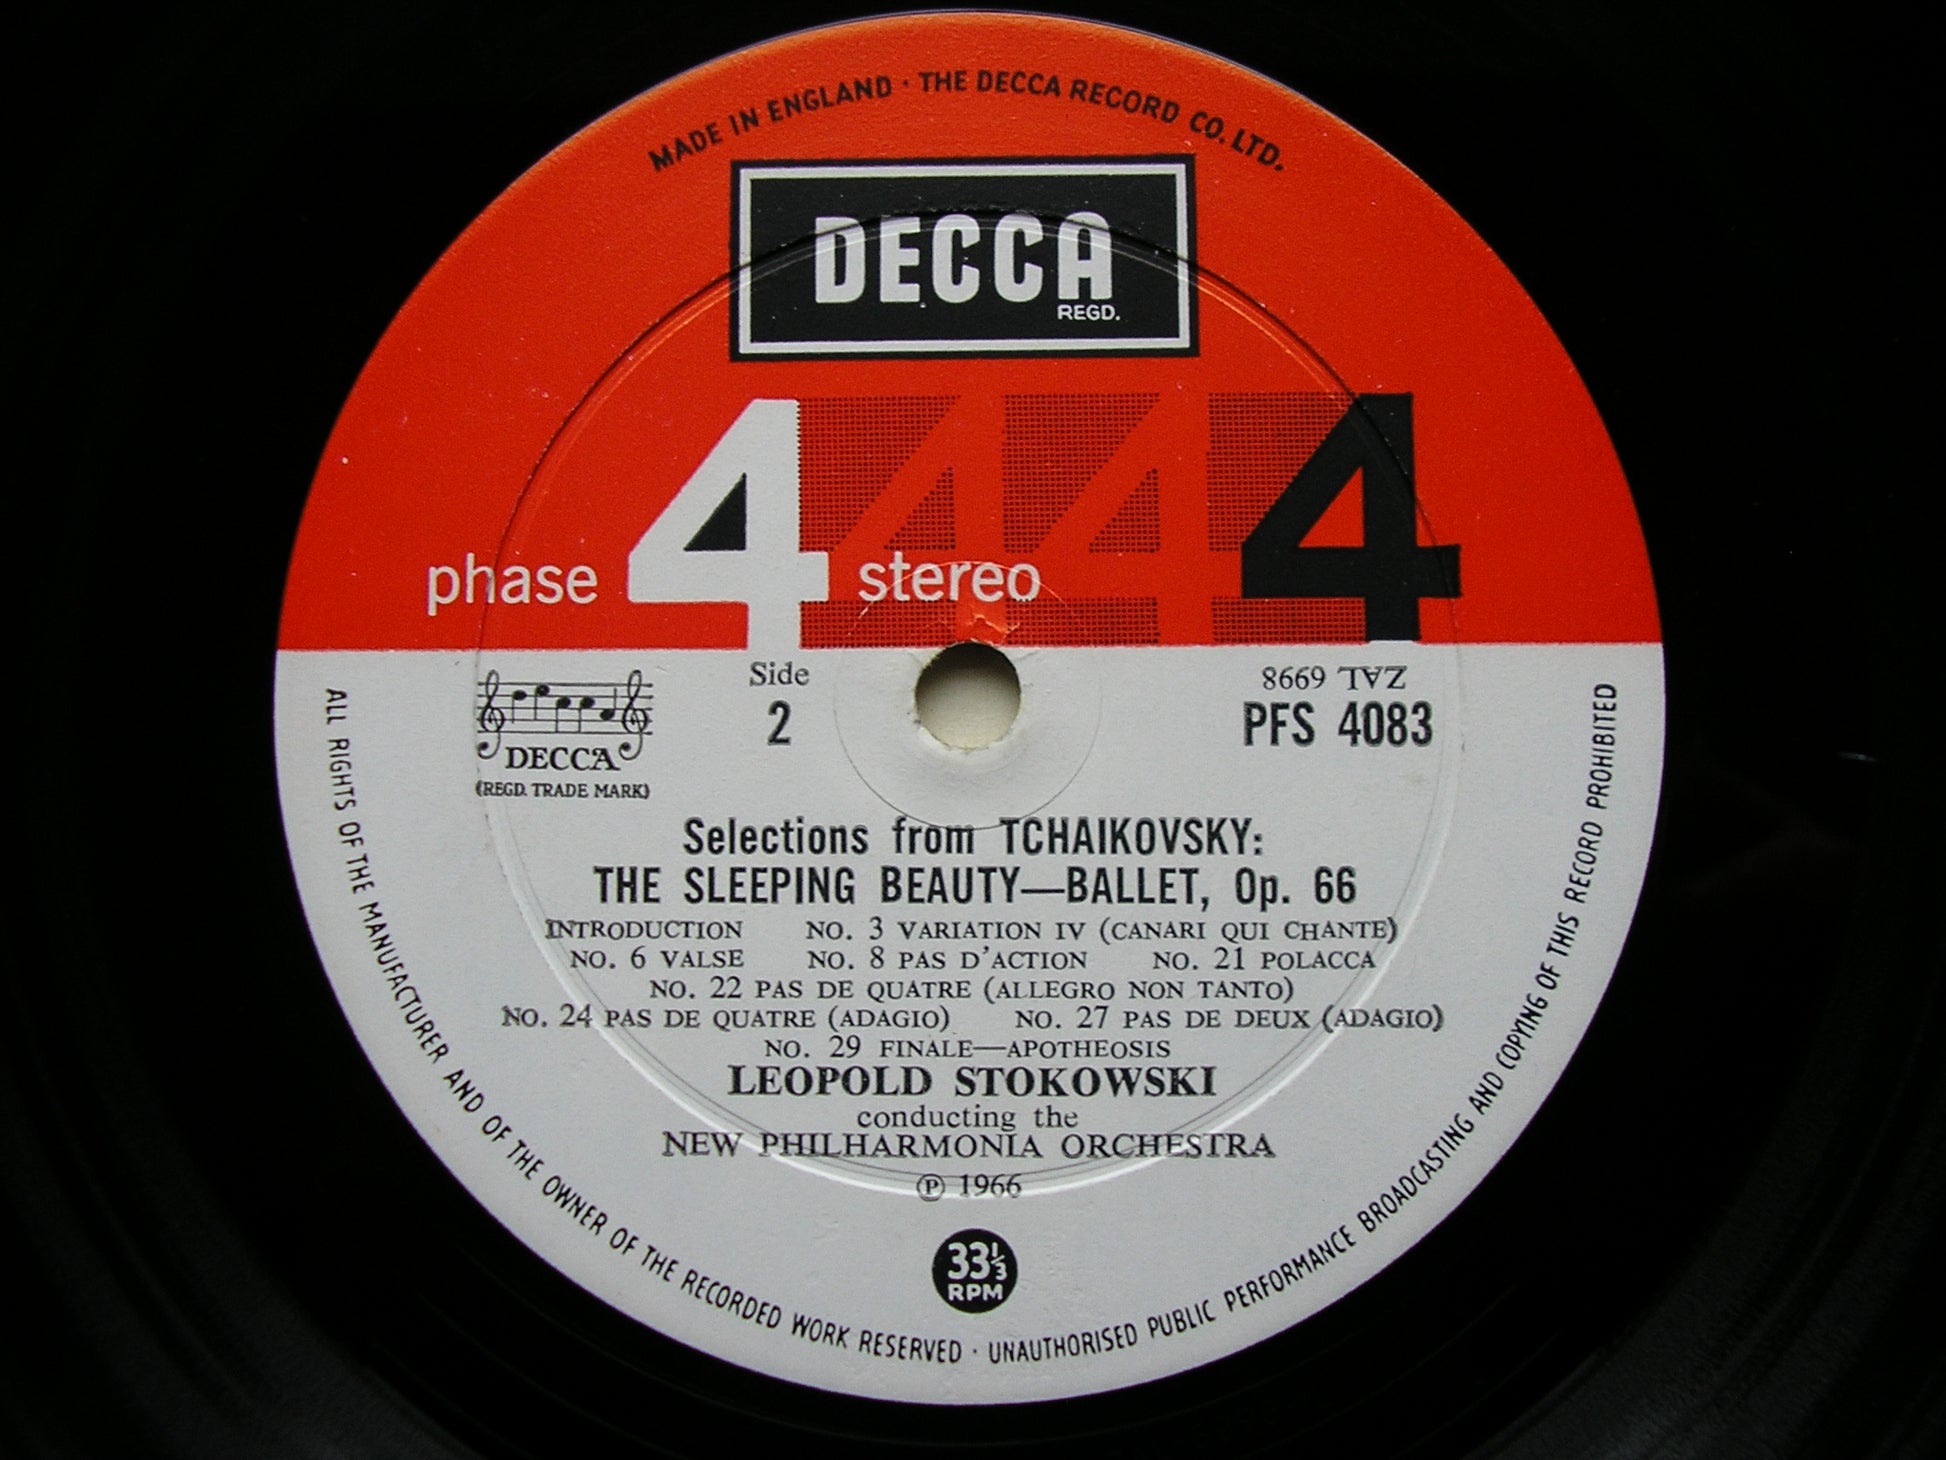 MADE IN ENGLAND · THE DECCA RECORD CO. LTD.
DECCA
REGD.
4444
phase 4 stereo
DECCA
(REGD. TRADE MARK)
Side
2
ZAL 6998
PFS 4083
Selections from TCHAIKOVSKY:
THE SLEEPING BEAUTY—BALLET, Op. 66
INTRODUCTION NO. 3 VARIATION IV (CANARI QUI CHANTE)
NO. 6 VALSE NO. 8 PAS D'ACTION NO. 21 POLACCA
NO. 22 PAS DE QUATRE (ALLEGRO NON TANTO)
NO. 24 PAS DE QUATRE (ADAGIO) NO. 27 PAS DE DEUX (ADAGIO)
NO. 29 FINALE—APOTHEOSIS
LEOPOLD STOKOWSKI
conducting the
NEW PHILHARMONIA ORCHESTRA
℗ 1966
33⅓
RPM
ALL RIGHTS OF THE MANUFACTURER AND OF THE OWNER OF THE RECORDED WORK RESERVED · UNAUTHORISED PUBLIC PERFORMANCE BROADCASTING AND COPYING OF THIS RECORD PROHIBITED